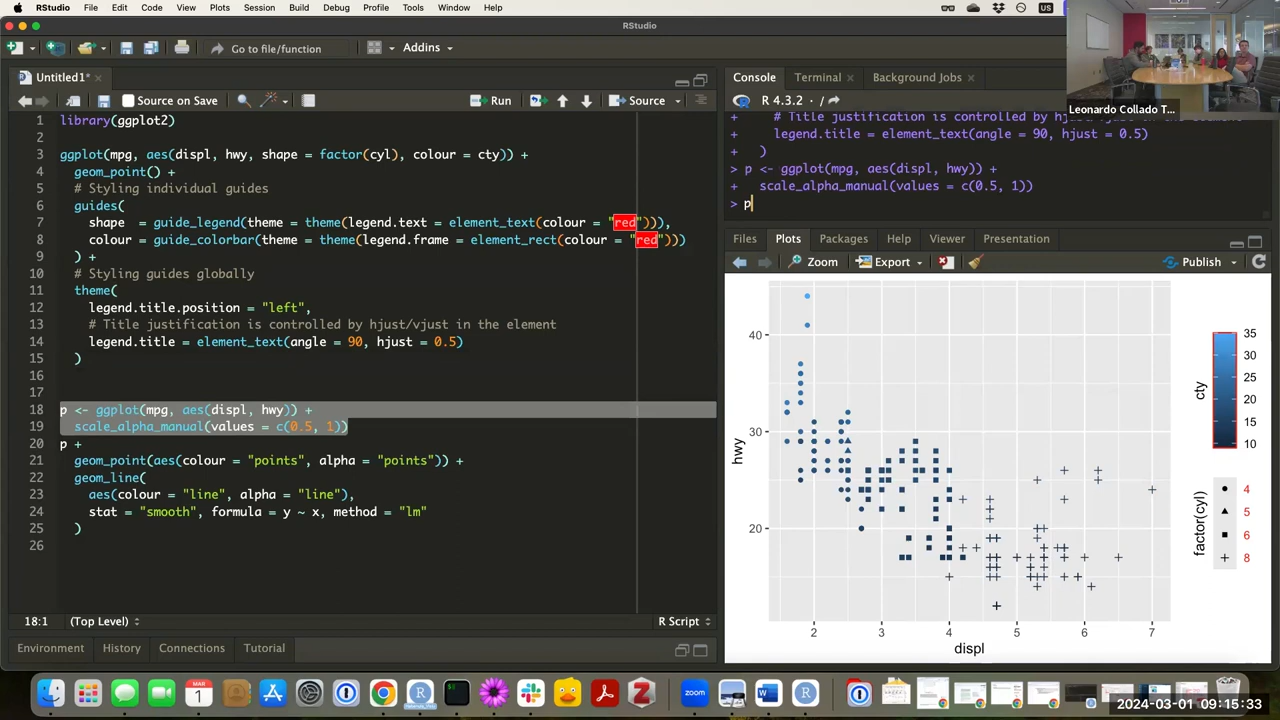 RStudio File Edit Code View Plots Session Build Debug Profile Tools Window Help US
RStudio
Go to file/function Addins
Untitled1*
Source on Save Run Source
1 library(ggplot2)
2
3 ggplot(mpg, aes(displ, hwy, shape = factor(cyl), colour = cty)) +
4 geom_point() +
5 # Styling individual guides
6 guides(
7 shape = guide_legend(theme = theme(legend.text = element_text(colour = "red"))),
8 colour = guide_colorbar(theme = theme(legend.frame = element_rect(colour = "red")))
9 ) +
10 # Styling guides globally
11 theme(
12 legend.title.position = "left",
13 # Title justification is controlled by hjust/vjust in the element
14 legend.title = element_text(angle = 90, hjust = 0.5)
15 )
16
17
18 p <- ggplot(mpg, aes(displ, hwy)) +
19 scale_alpha_manual(values = c(0.5, 1))
20 p +
21 geom_point(aes(colour = "points", alpha = "points")) +
22 geom_line(
23 aes(colour = "line", alpha = "line"),
24 stat = "smooth", formula = y ~ x, method = "lm"
25 )
26
18:1 (Top Level) R Script
Environment History Connections Tutorial
Console Terminal Background Jobs
R 4.3.2 · /
+ # Title justification is controlled by
+ legend.title = element_text(angle = 90, hjust = 0.5)
+ )
> p <- ggplot(mpg, aes(displ, hwy)) +
+ scale_alpha_manual(values = c(0.5, 1))
> p
Files Plots Packages Help Viewer Presentation
Zoom Export Publish
hwy
40
30
20
2 3 4 5 6 7
displ
cty
35
30
25
20
15
10
factor(cyl)
4
5
6
8
Leonardo Collado T...
MAR
1
zoom
2024-03-01 09:15:33